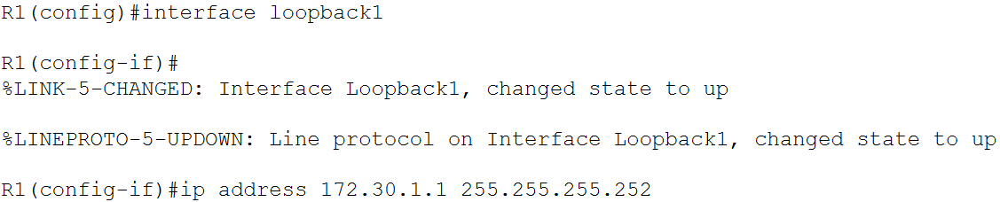 R1(config)#interface loopback1
R1(config-if)#
%LINK-5-CHANGED: Interface Loopback1, changed state to up
%LINEPROTO-5-UPDOWN: Line protocol on Interface Loopback1, changed state to up
R1(config-if)#ip address 172.30.1.1 255.255.255.252